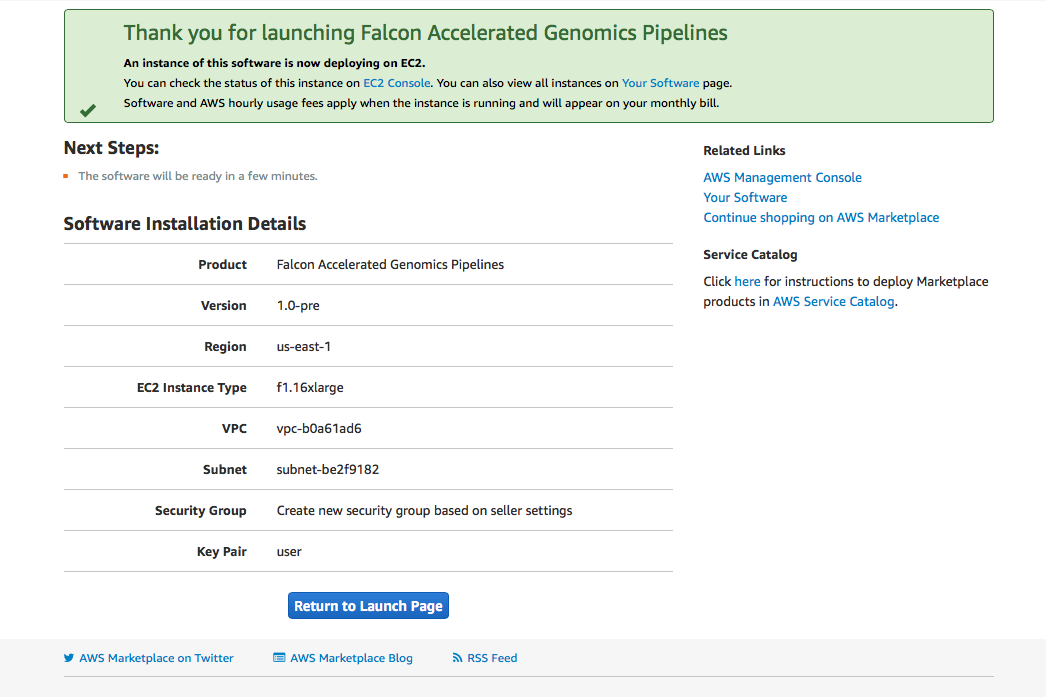 Thank you for launching Falcon Accelerated Genomics Pipelines
An instance of this software is now deploying on EC2.
You can check the status of this instance on EC2 Console. You can also view all instances on Your Software page.
Software and AWS hourly usage fees apply when the instance is running and will appear on your monthly bill.
Next Steps:
The software will be ready in a few minutes.
Software Installation Details
Product Falcon Accelerated Genomics Pipelines
Version 1.0-pre
Region us-east-1
EC2 Instance Type f1.16xlarge
VPC vpc-b0a61ad6
Subnet subnet-be2f9182
Security Group Create new security group based on seller settings
Key Pair user
Return to Launch Page
Related Links
AWS Management Console
Your Software
Continue shopping on AWS Marketplace
Service Catalog
Click here for instructions to deploy Marketplace
products in AWS Service Catalog.
AWS Marketplace on Twitter AWS Marketplace Blog RSS Feed